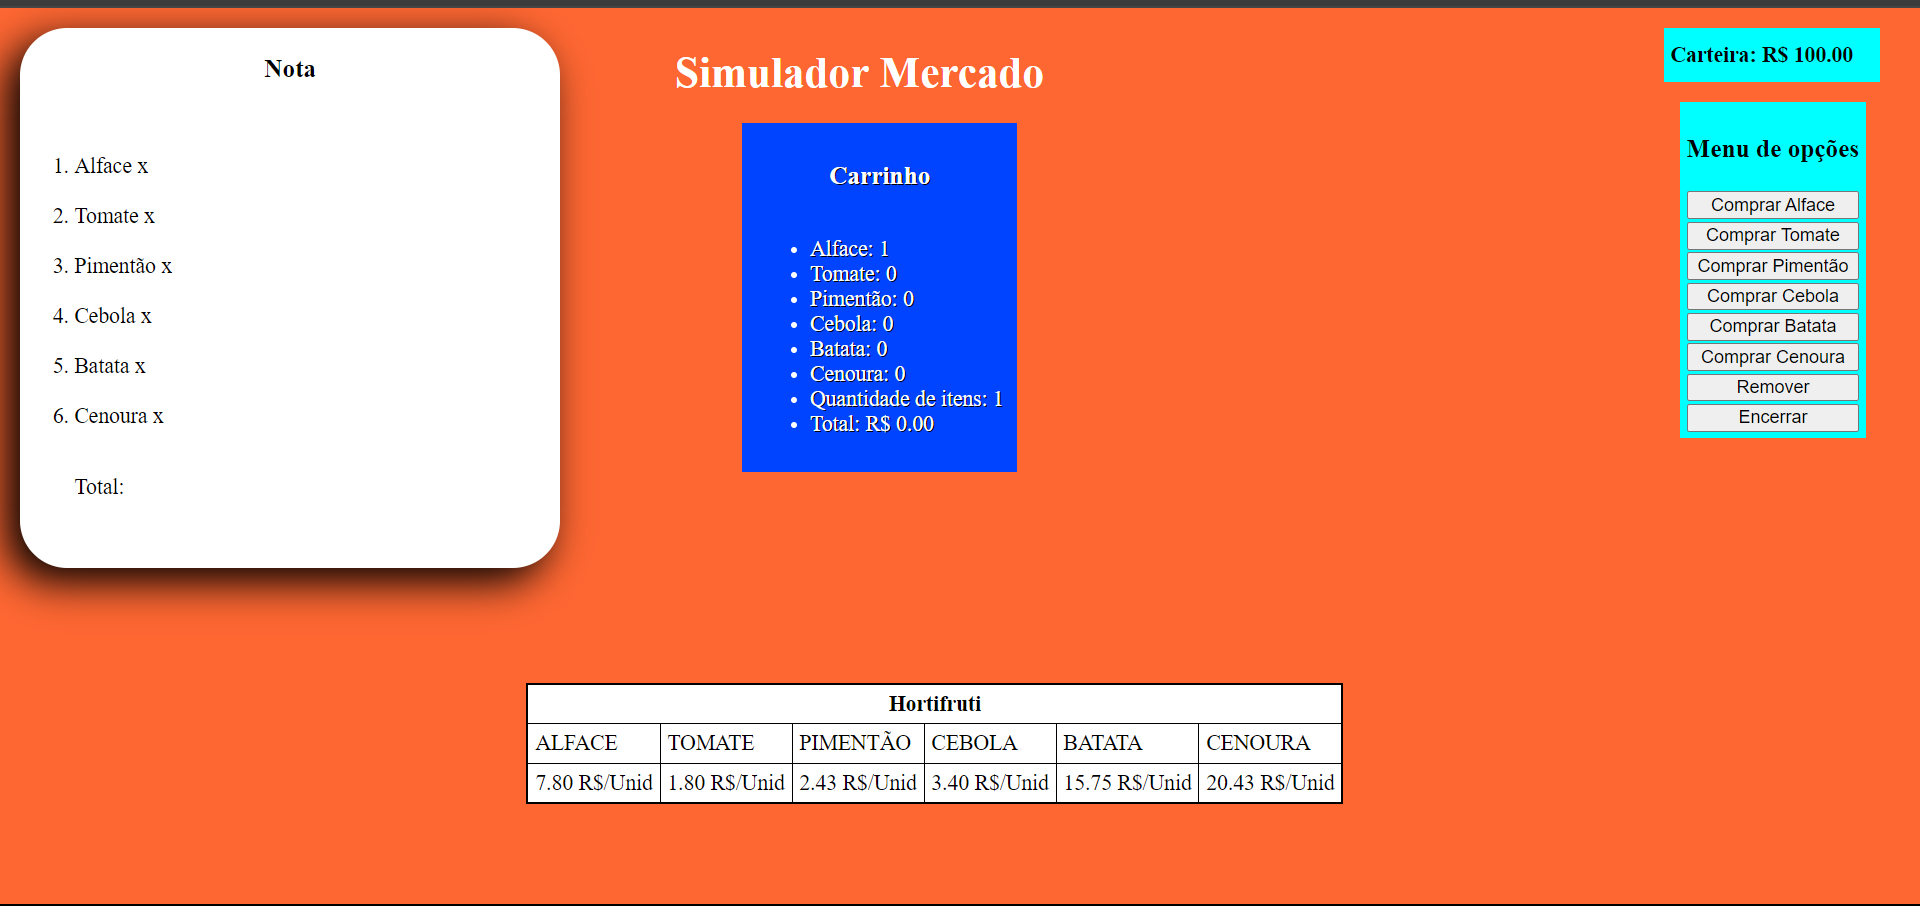 Nota
1. Alface x
2. Tomate x
3. Pimentão x
4. Cebola x
5. Batata x
6. Cenoura x
Total:
Simulador Mercado
Carrinho
• Alface: 1
• Tomate: 0
• Pimentão: 0
• Cebola: 0
• Batata: 0
• Cenoura: 0
• Quantidade de itens: 1
• Total: R$ 0.00
Carteira: R$ 100.00
Menu de opções
Comprar Alface
Comprar Tomate
Comprar Pimentão
Comprar Cebola
Comprar Batata
Comprar Cenoura
Remover
Encerrar
Hortifruti
ALFACE TOMATE PIMENTÃO CEBOLA BATATA CENOURA
7.80 R$/Unid 1.80 R$/Unid 2.43 R$/Unid 3.40 R$/Unid 15.75 R$/Unid 20.43 R$/Unid